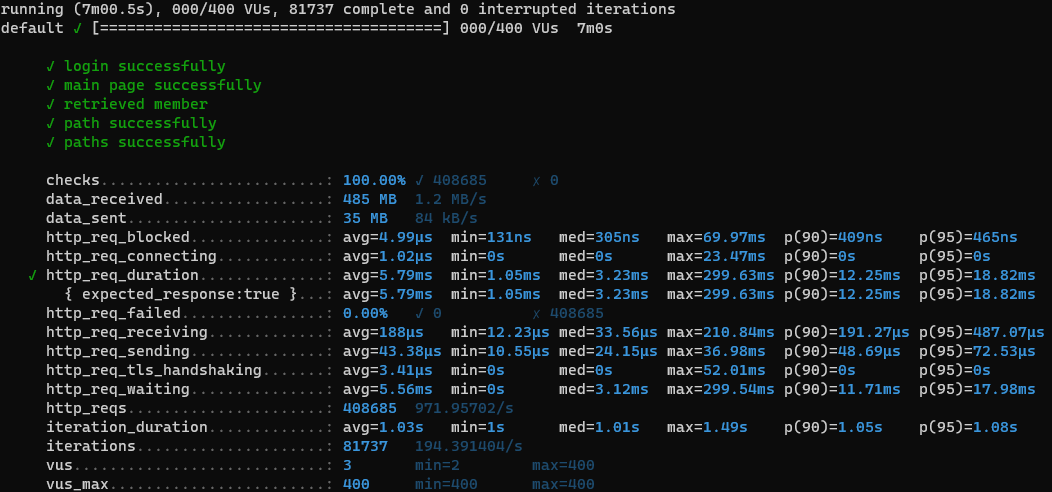 running (7m00.5s), 000/400 VUs, 81737 complete and 0 interrupted iterations
default ✓ [======================================] 000/400 VUs  7m0s
✓ login successfully
✓ main page successfully
✓ retrieved member
✓ path successfully
✓ paths successfully
checks.........................: 100.00% ✓ 408685     ✗ 0
data_received..................: 485 MB  1.2 MB/s
data_sent......................: 35 MB   84 kB/s
http_req_blocked...............: avg=4.99µs  min=131ns   med=305ns   max=69.97ms  p(90)=409ns    p(95)=465ns
http_req_connecting............: avg=1.02µs  min=0s      med=0s      max=23.47ms  p(90)=0s       p(95)=0s
✓ http_req_duration..............: avg=5.79ms  min=1.05ms  med=3.23ms  max=299.63ms p(90)=12.25ms  p(95)=18.82ms
{ expected_response:true }...: avg=5.79ms  min=1.05ms  med=3.23ms  max=299.63ms p(90)=12.25ms  p(95)=18.82ms
http_req_failed................: 0.00%   ✓ 0          ✗ 408685
http_req_receiving.............: avg=188µs   min=12.23µs med=33.56µs max=210.84ms p(90)=191.27µs p(95)=487.07µs
http_req_sending...............: avg=43.38µs min=10.55µs med=24.15µs max=36.98ms  p(90)=48.69µs  p(95)=72.53µs
http_req_tls_handshaking.......: avg=3.41µs  min=0s      med=0s      max=52.01ms  p(90)=0s       p(95)=0s
http_req_waiting...............: avg=5.56ms  min=0s      med=3.12ms  max=299.54ms p(90)=11.71ms  p(95)=17.98ms
http_reqs......................: 408685  971.95702/s
iteration_duration.............: avg=1.03s   min=1s      med=1.01s   max=1.49s    p(90)=1.05s    p(95)=1.08s
iterations.....................: 81737   194.391404/s
vus............................: 3       min=2        max=400
vus_max........................: 400     min=400      max=400